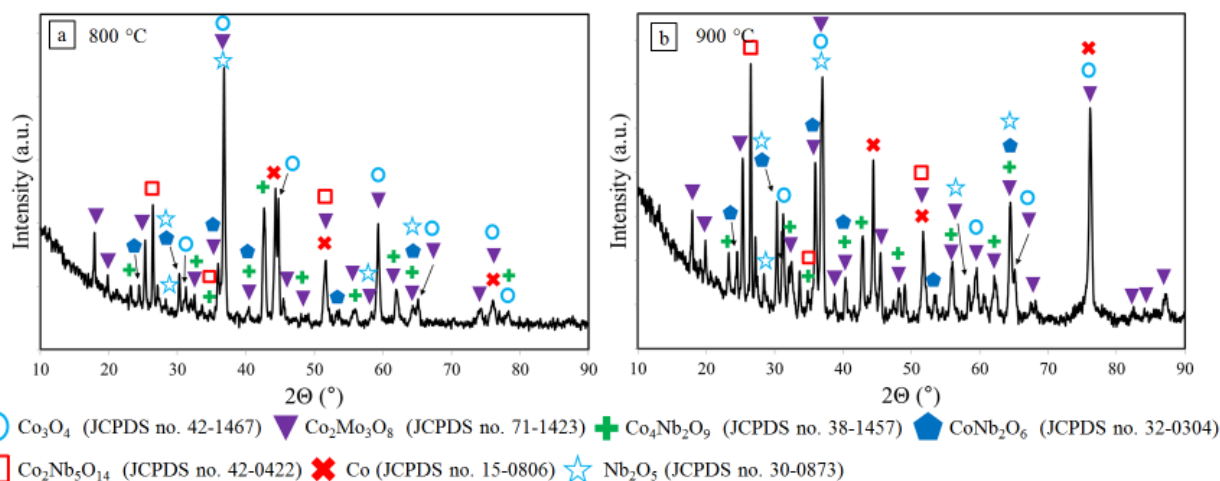 a 800 °C
b 900 °C
Intensity (a.u.)
Intensity (a.u.)
10 20 30 40 50 60 70 80 90
10 20 30 40 50 60 70 80 90
2Θ (°)
2Θ (°)
Co₃O₄ (JCPDS no. 42-1467) Co₂Mo₃O₈ (JCPDS no. 71-1423) Co₄Nb₂O₉ (JCPDS no. 38-1457) CoNb₂O₆ (JCPDS no. 32-0304)
Co₂Nb₅O₁₄ (JCPDS no. 42-0422) Co (JCPDS no. 15-0806) Nb₂O₅ (JCPDS no. 30-0873)